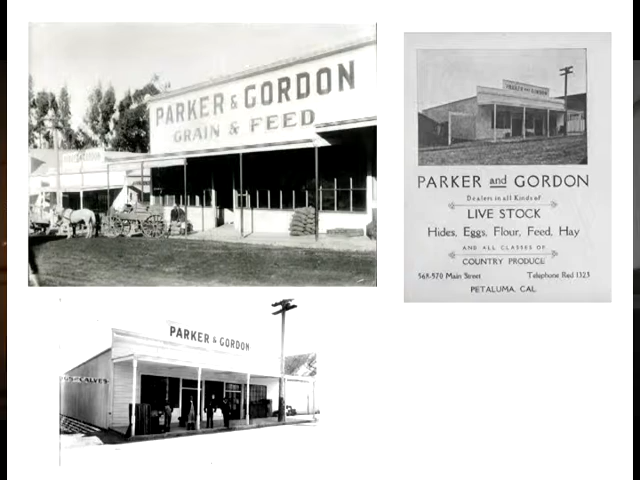 PARKER & GORDON
GRAIN & FEED
PARKER and GORDON
Dealers in all Kinds of
LIVE STOCK
Hides, Eggs, Flour, Feed, Hay
AND ALL CLASSES OF
COUNTRY PRODUCE
568-570 Main Street Telephone Red 1323
PETALUMA, CAL.
PARKER & GORDON
CALVES